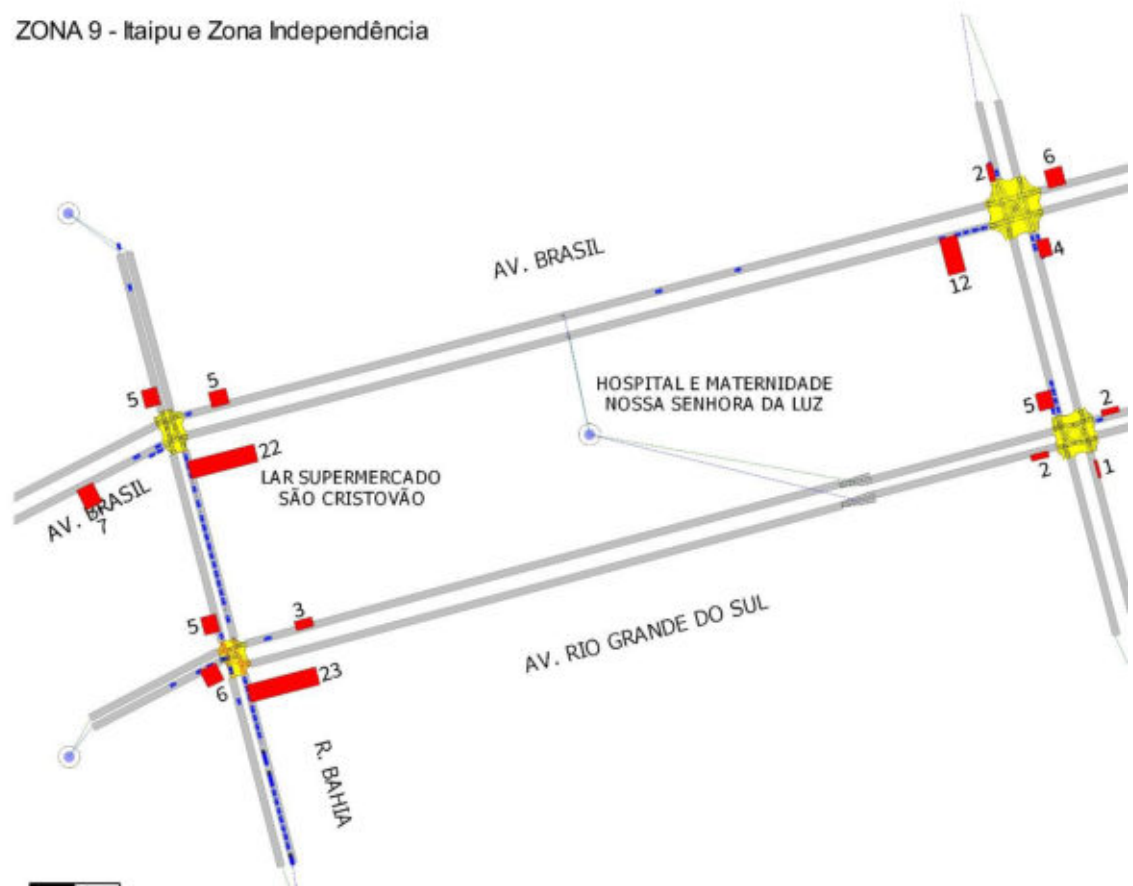 ZONA 9 - Itaipu e Zona Independência
2
6
AV. BRASIL
4
12
5
5
HOSPITAL E MATERNIDADE
NOSSA SENHORA DA LUZ
5
2
22
LAR SUPERMERCADO
SÃO CRISTOVÃO
2
1
AV. BRASIL
7
3
5
AV. RIO GRANDE DO SUL
23
6
R. BAHIA